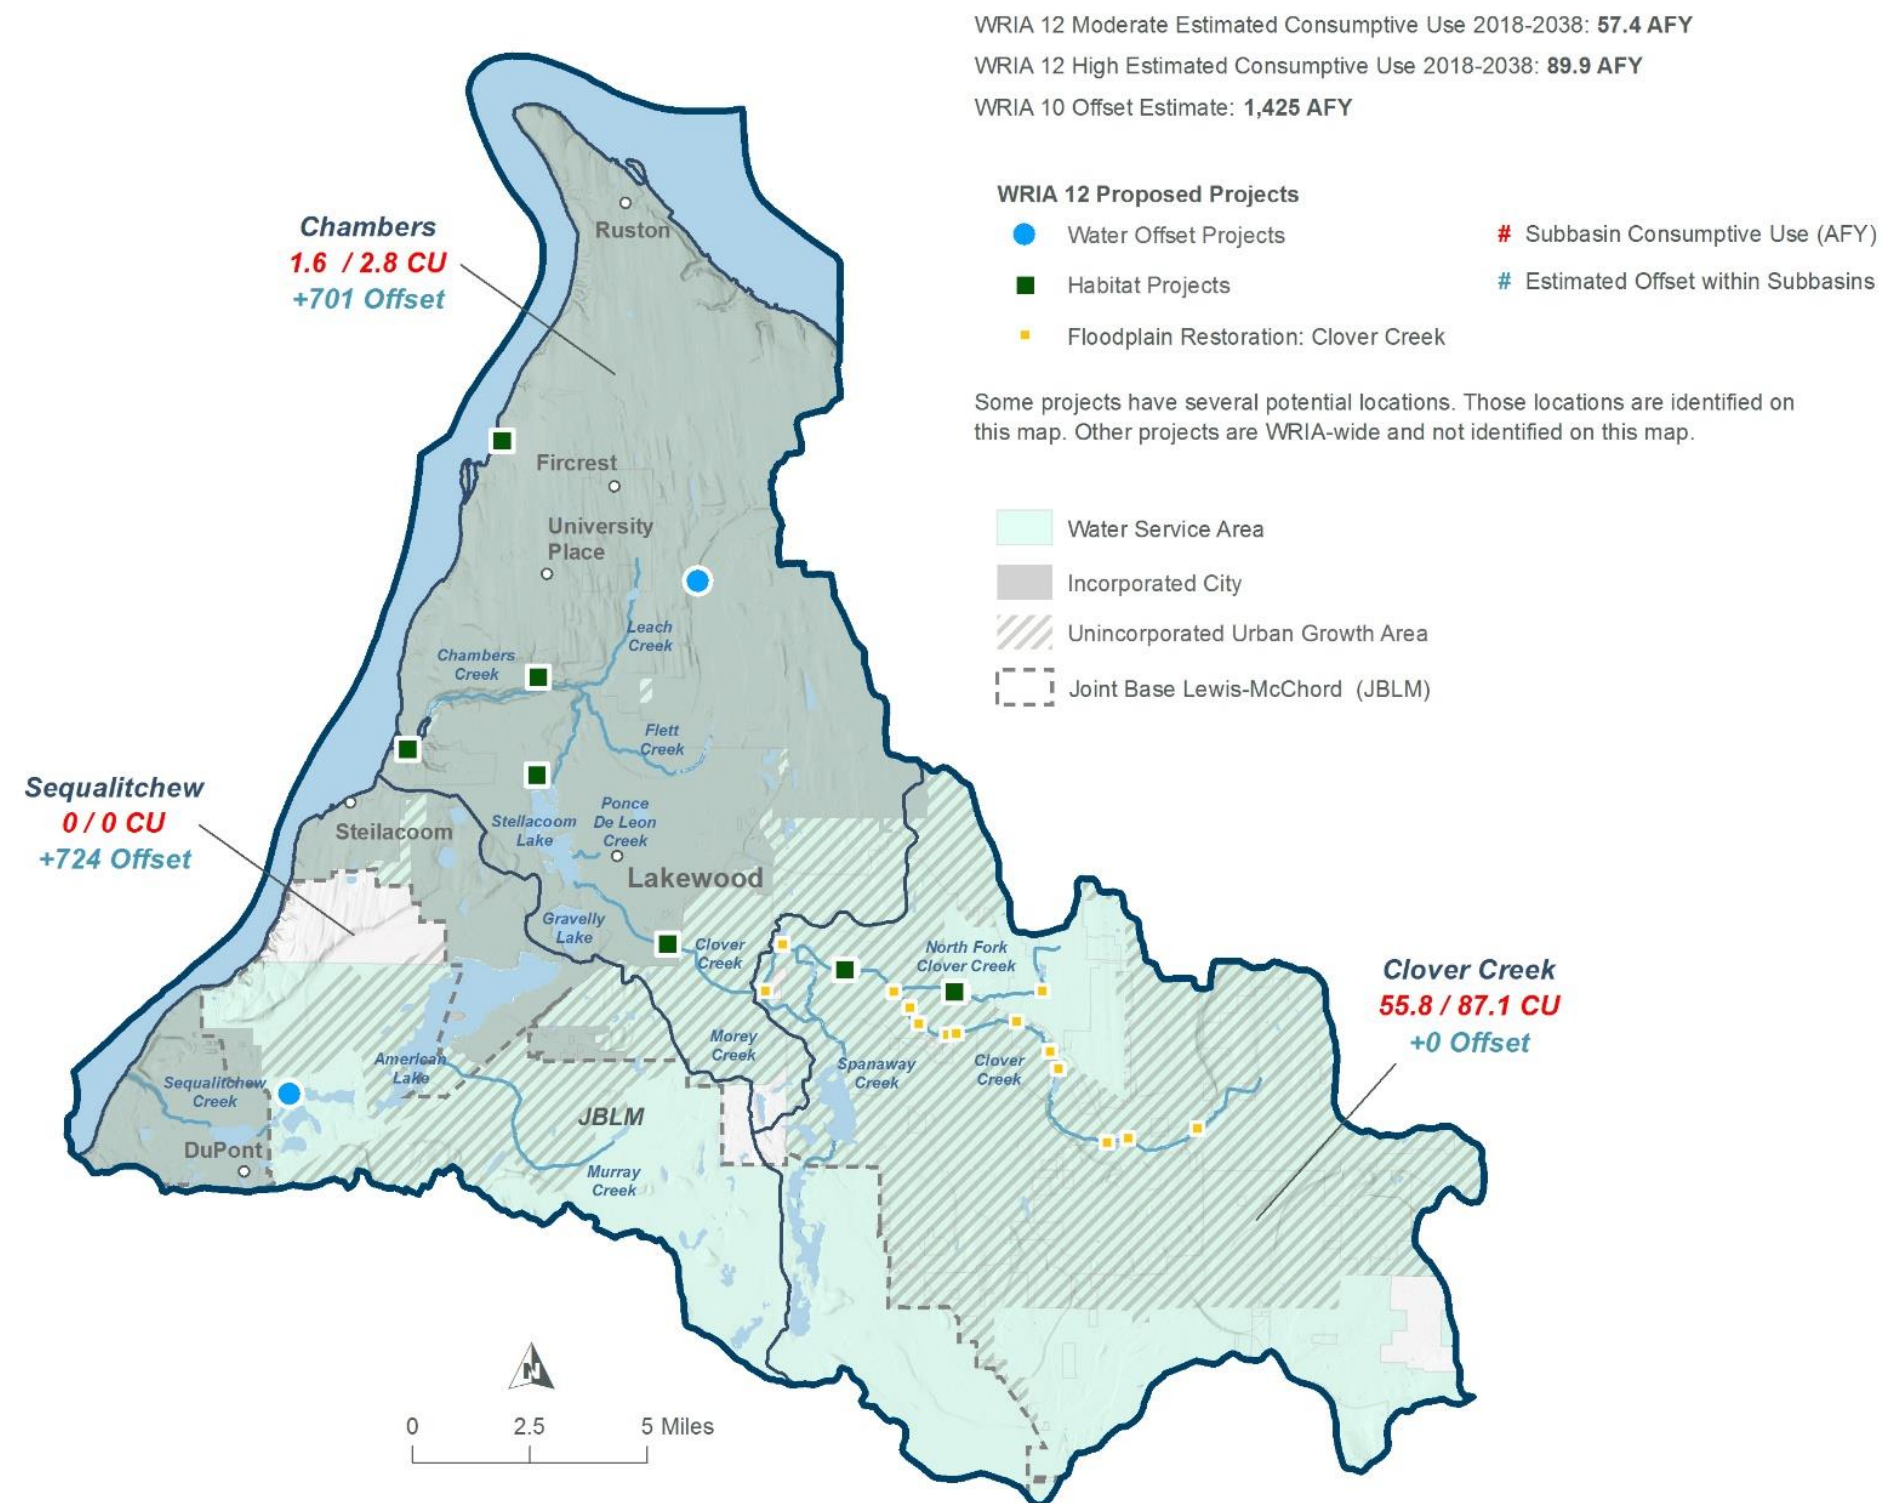 WRIA 12 Moderate Estimated Consumptive Use 2018-2038: 57.4 AFY
WRIA 12 High Estimated Consumptive Use 2018-2038: 89.9 AFY
WRIA 10 Offset Estimate: 1,425 AFY
WRIA 12 Proposed Projects
Water Offset Projects
Habitat Projects
Floodplain Restoration: Clover Creek
# Subbasin Consumptive Use (AFY)
# Estimated Offset within Subbasins
Some projects have several potential locations. Those locations are identified on
this map. Other projects are WRIA-wide and not identified on this map.
Water Service Area
Incorporated City
Unincorporated Urban Growth Area
Joint Base Lewis-McChord (JBLM)
Chambers
1.6 / 2.8 CU
+701 Offset
Ruston
Fircrest
University
Place
Leach
Creek
Chambers
Creek
Flett
Creek
Sequalitchew
0 / 0 CU
+724 Offset
Steilacoom
Stellacoom
Lake
Ponce
De Leon
Creek
Lakewood
Gravelly
Lake
Clover
Creek
North Fork
Clover Creek
Clover Creek
55.8 / 87.1 CU
+0 Offset
Morey
Creek
Spanaway
Creek
Clover
Creek
American
Lake
Sequalitchew
Creek
JBLM
DuPont
Murray
Creek
N
0 2.5 5 Miles